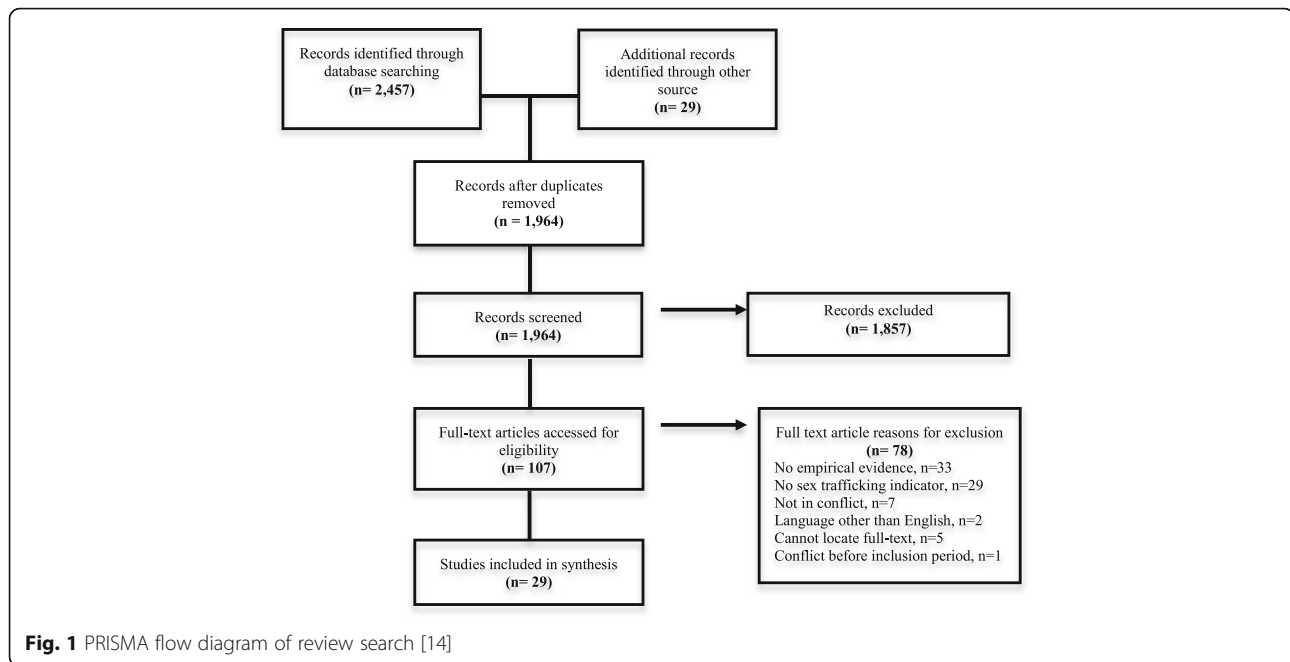 Records identified through
database searching
(n= 2,457)
Additional records
identified through other
source
(n= 29)
Records after duplicates
removed
(n = 1,964)
Records screened
(n= 1,964)
Records excluded
(n= 1,857)
Full-text articles accessed for
eligibility
(n= 107)
Full text article reasons for exclusion
(n= 78)
No empirical evidence, n=33
No sex trafficking indicator, n=29
Not in conflict, n=7
Language other than English, n=2
Cannot locate full-text, n=5
Conflict before inclusion period, n=1
Studies included in synthesis
(n= 29)
Fig. 1 PRISMA flow diagram of review search [14]